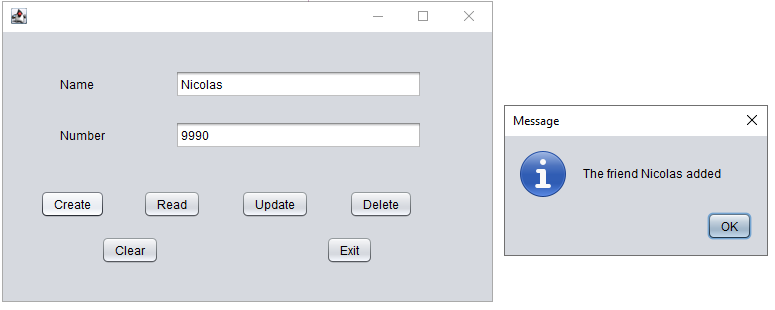 Name
Nicolas
Number
9990
Create
Read
Update
Delete
Clear
Exit
Message
The friend Nicolas added
OK